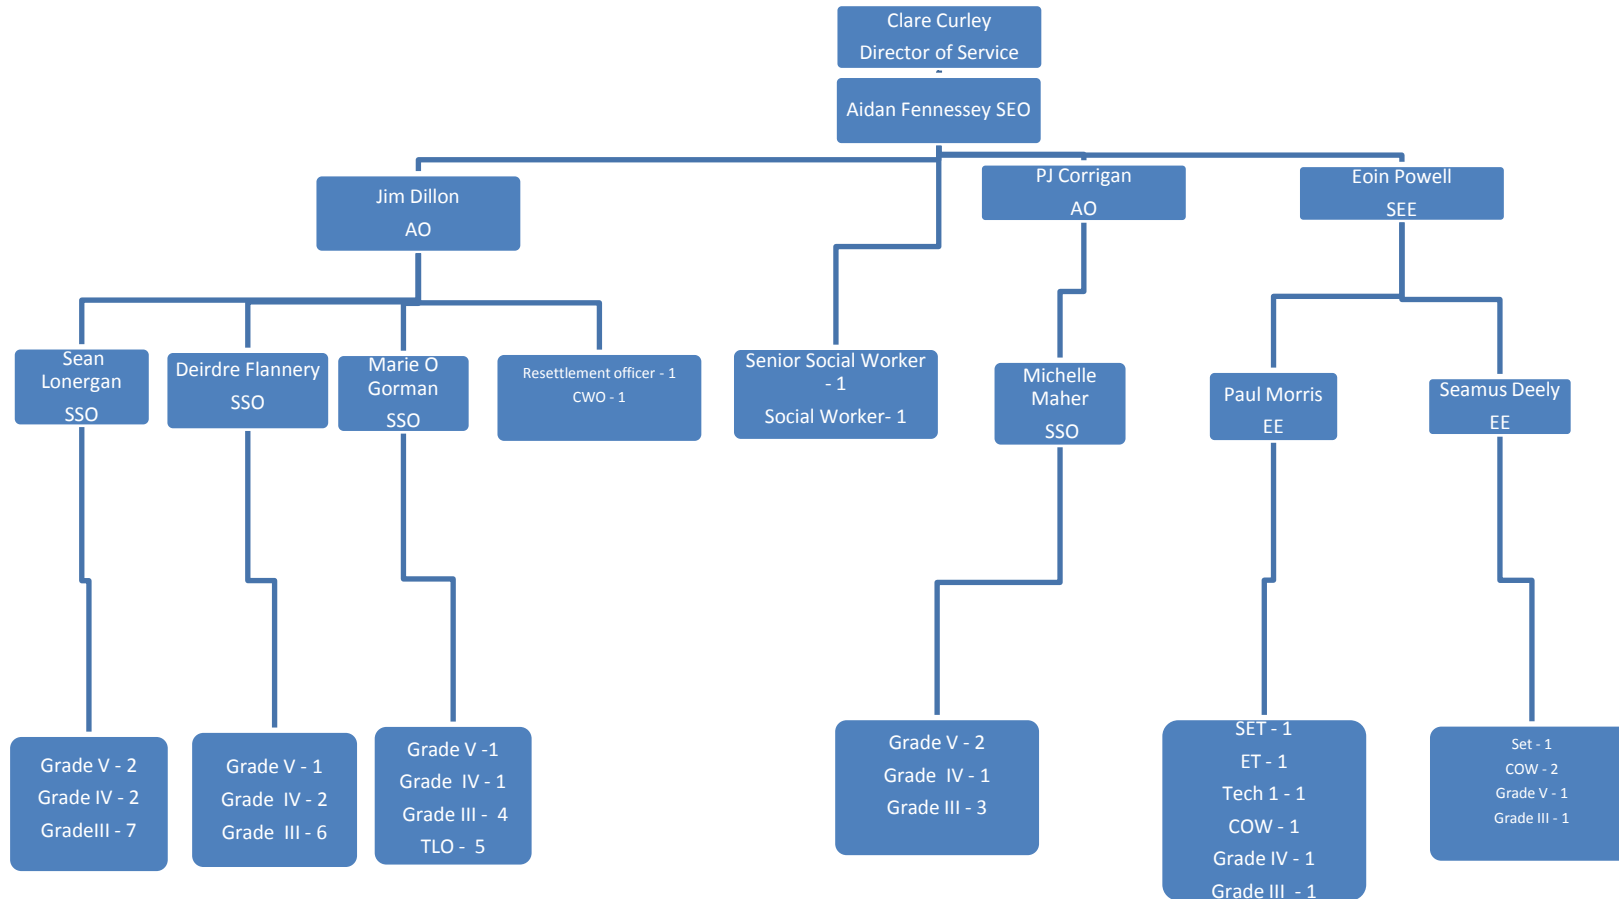 Clare Curley
Director of Service
Aidan Fennessey SEO
Jim Dillon
AO
PJ Corrigan
AO
Eoin Powell
SEE
Sean
Lonergan
SSO
Deirdre Flannery
SSO
Marie O
Gorman
SSO
Resettlement officer - 1
CWO - 1
Senior Social Worker
- 1
Social Worker- 1
Michelle
Maher
SSO
Paul Morris
EE
Seamus Deely
EE
Grade V - 2
Grade IV - 2
GradeIII - 7
Grade V - 1
Grade IV - 2
Grade III - 6
Grade V -1
Grade IV - 1
Grade III - 4
TLO - 5
Grade V - 2
Grade IV - 1
Grade III - 3
SET - 1
ET - 1
Tech 1 - 1
COW - 1
Grade IV - 1
Grade III - 1
Set - 1
COW - 2
Grade V - 1
Grade III - 1